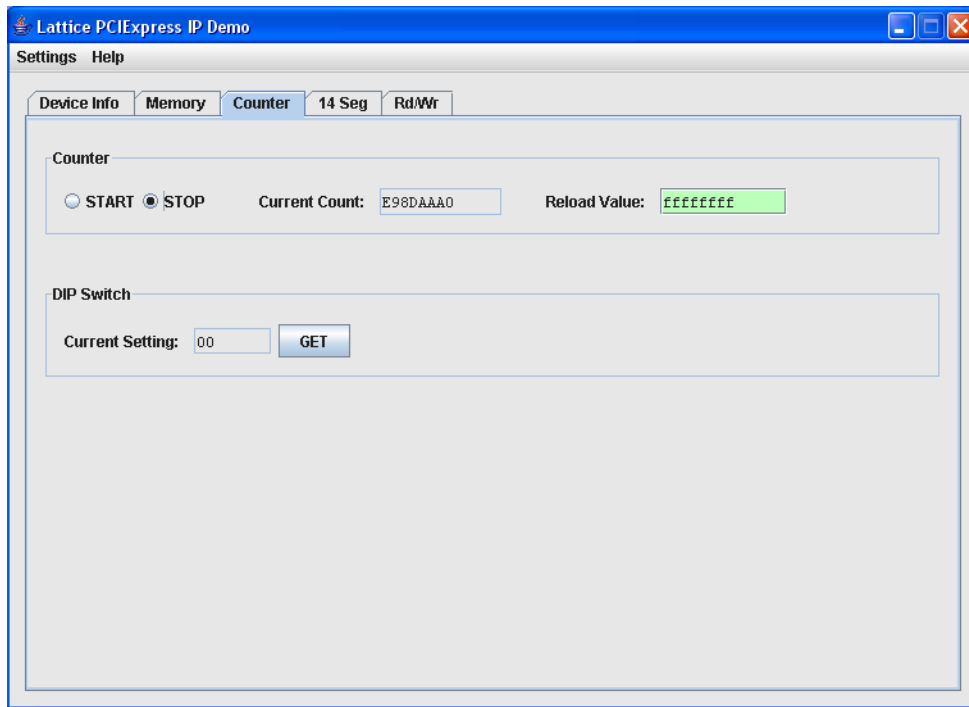 Lattice PCIExpress IP Demo
Settings Help
Device Info Memory Counter 14 Seg Rd/Wr
Counter
START STOP Current Count: E98DAAA0 Reload Value: ffffffff
DIP Switch
Current Setting: 00 GET